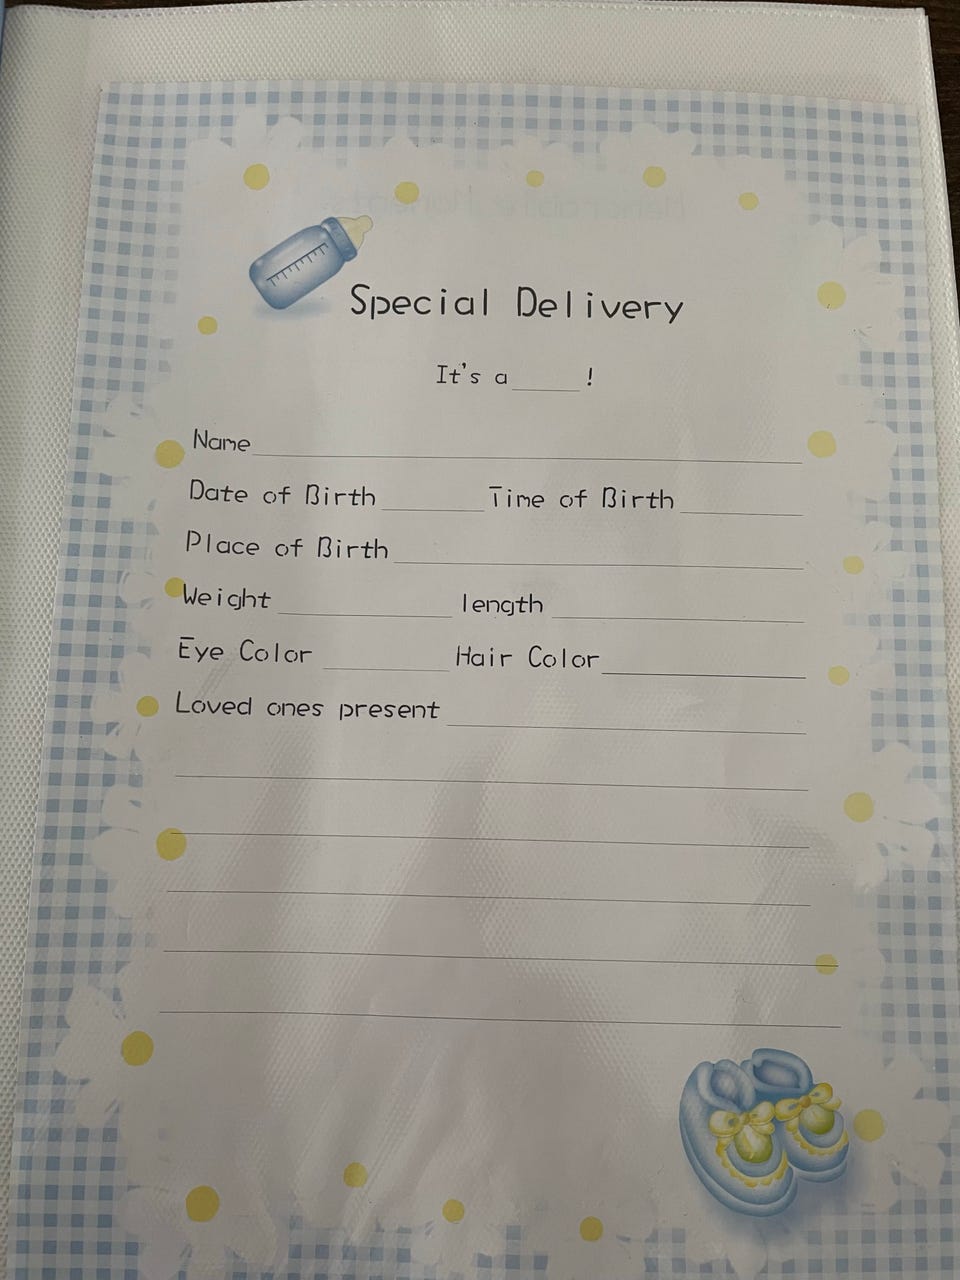 Special Delivery
It's a_____!
Name
Date of Birth Time of Birth
Place of Birth
Weight length
Eye Color Hair Color
Loved ones present